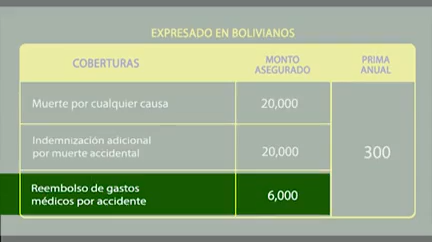 EXPRESADO EN BOLIVIANOS
COBERTURAS
MONTO
ASEGURADO
PRIMA
ANUAL
Muerte por cualquier causa
20,000
Indemnización adicional
por muerte accidental
20,000
300
Reembolso de gastos
médicos por accidente
6,000